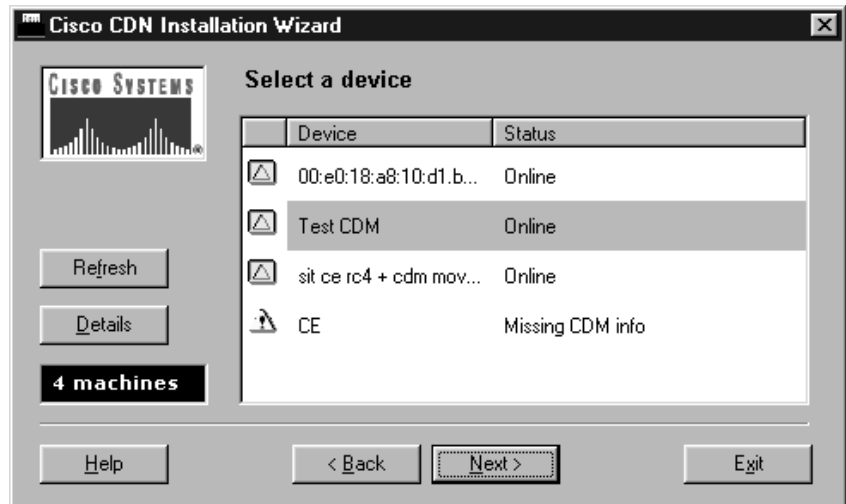 Cisco CDN Installation Wizard
CISCO SYSTEMS
®
Select a device
Device Status
00:e0:18:a8:10:d1.b... Online
Test CDM Online
sit ce rc4 + cdm mov... Online
CE Missing CDM info
Refresh
Details
4 machines
Help < Back Next > Exit